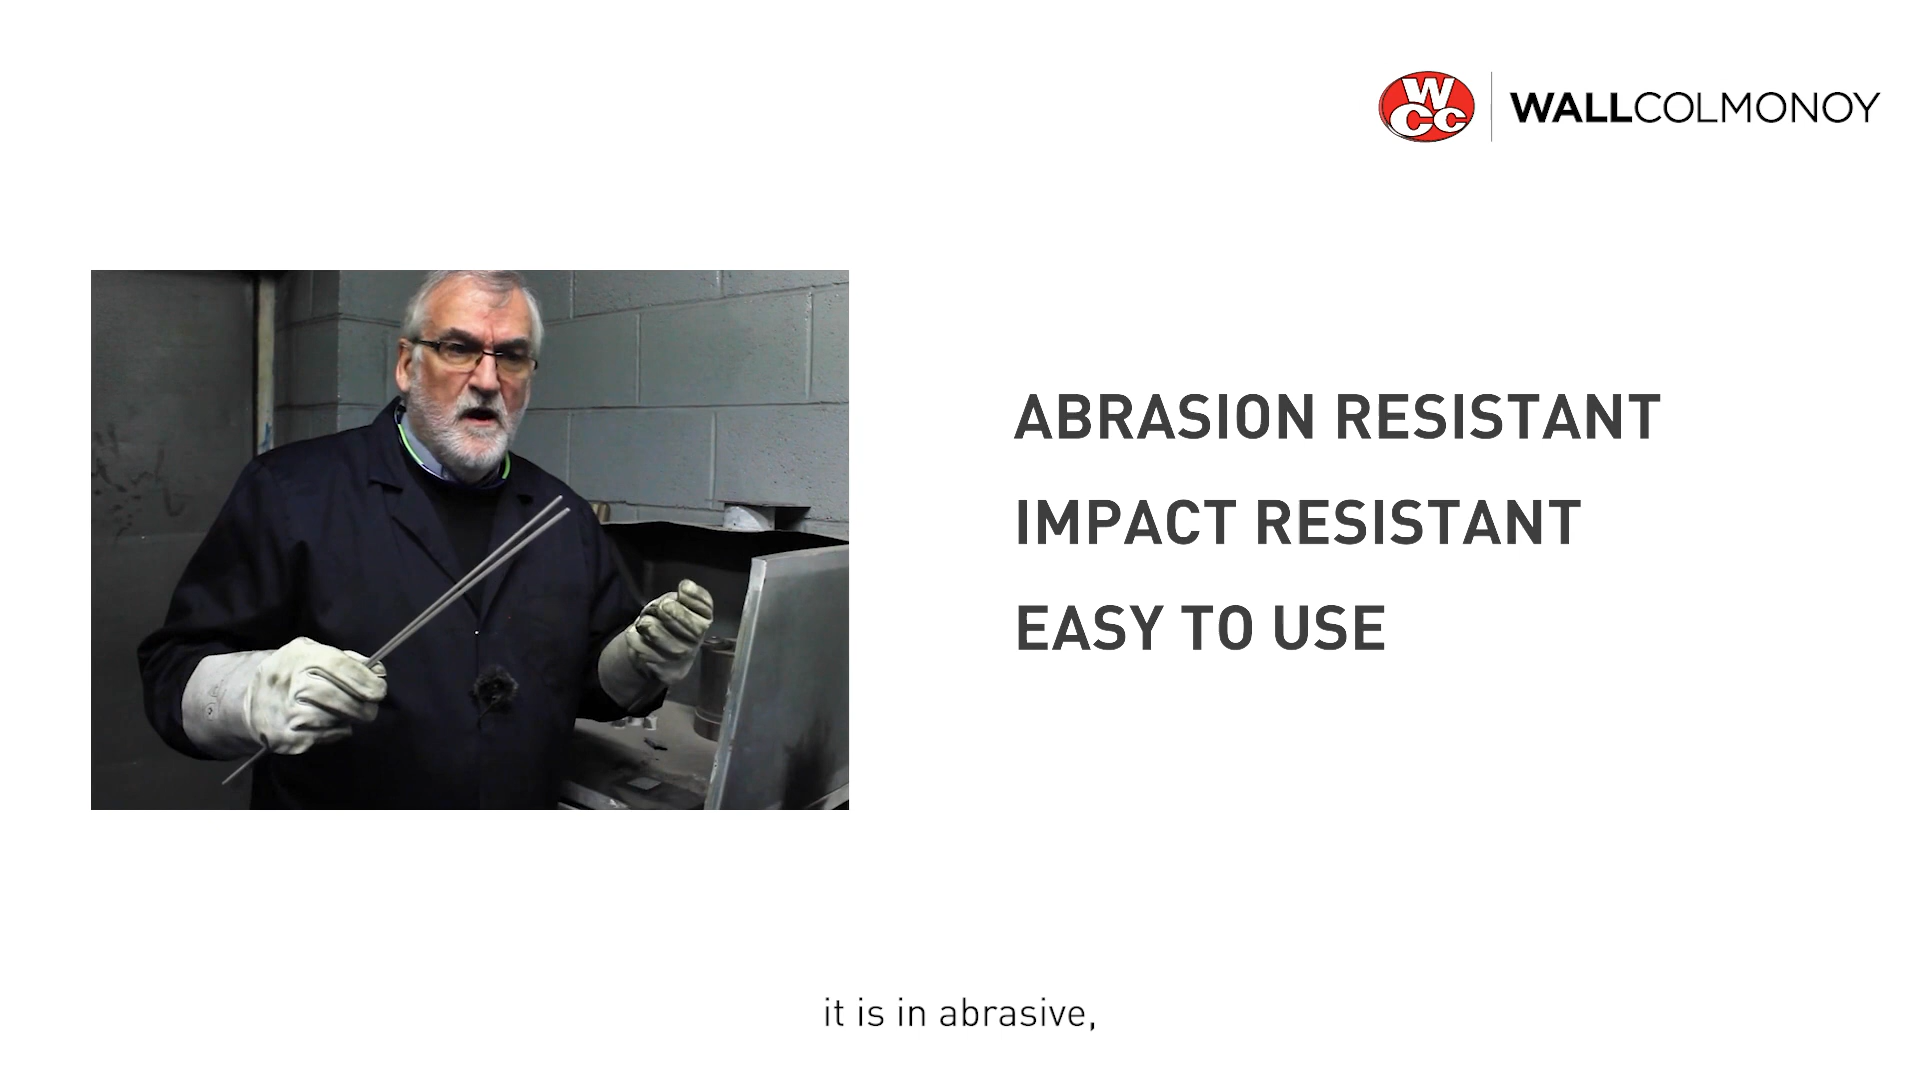 WCC
WALLCOLMONOY
ABRASION RESISTANT
IMPACT RESISTANT
EASY TO USE
it is in abrasive,